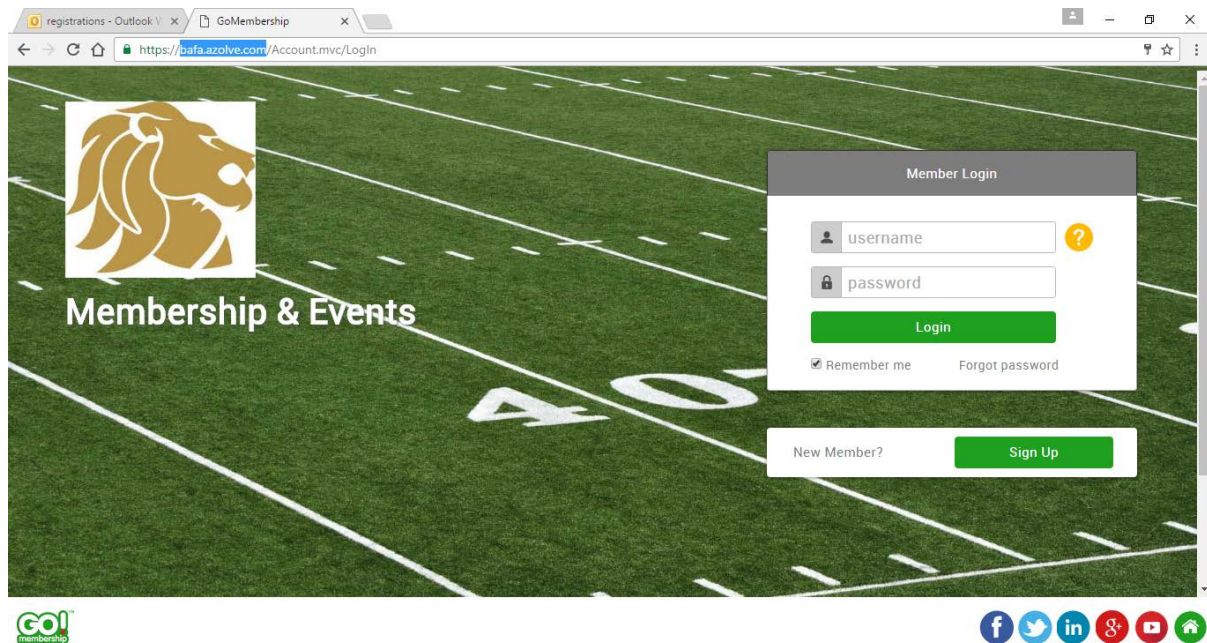 registrations - Outlook W
GoMembership
https://bafa.azolve.com/Account.mvc/LogIn
Member Login
username
?
password
Membership & Events
Login
Remember me Forgot password
40
New Member? Sign Up
GO!
membership
f in g+